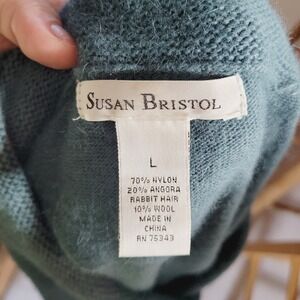 SUSAN BRISTOL
L
70% NYLON
20% ANGORA
RABBIT HAIR
10% WOOL
MADE IN
CHINA
RN 75343